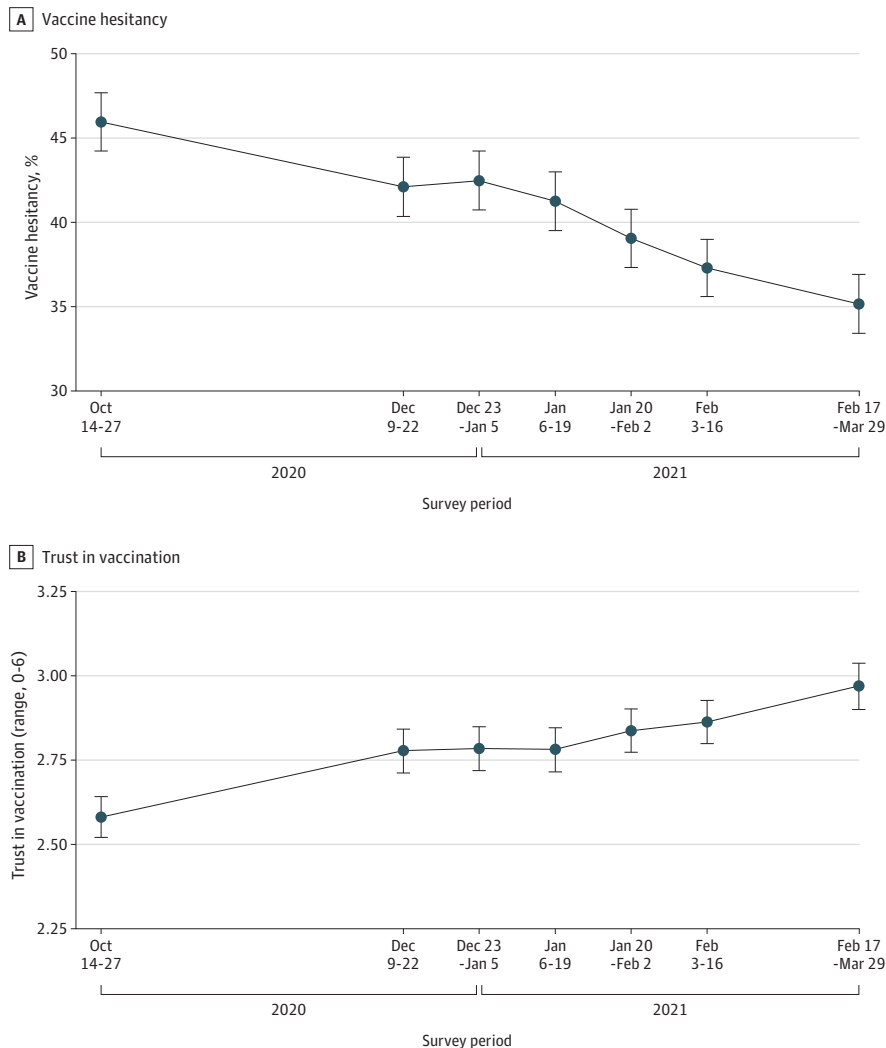 A Vaccine hesitancy
50
45
40
35
30
Vaccine hesitancy, %
Oct
14-27
Dec
9-22
Dec 23
-Jan 5
Jan
6-19
Jan 20
-Feb 2
Feb
3-16
Feb 17
-Mar 29
2020
2021
Survey period
B Trust in vaccination
3.25
3.00
2.75
2.50
2.25
Trust in vaccination (range, 0-6)
Oct
14-27
Dec
9-22
Dec 23
-Jan 5
Jan
6-19
Jan 20
-Feb 2
Feb
3-16
Feb 17
-Mar 29
2020
2021
Survey period